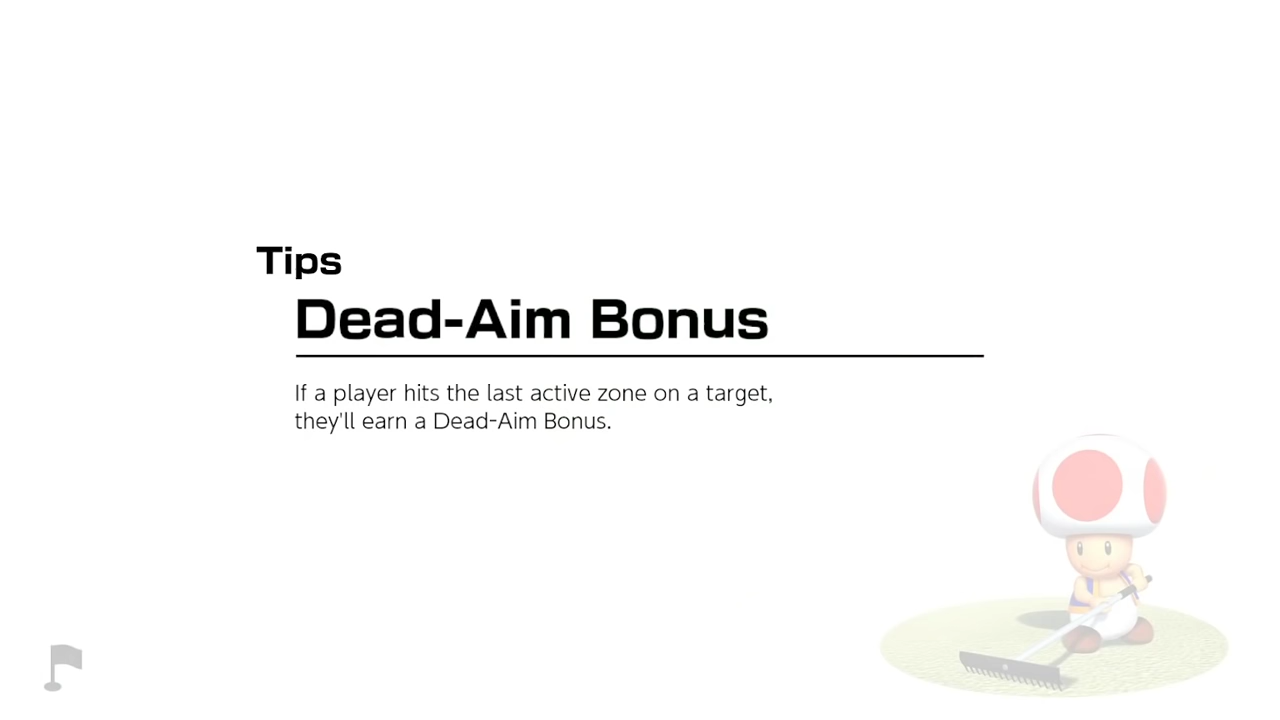 Tips
Dead-Aim Bonus
If a player hits the last active zone on a target,
they'll earn a Dead-Aim Bonus.